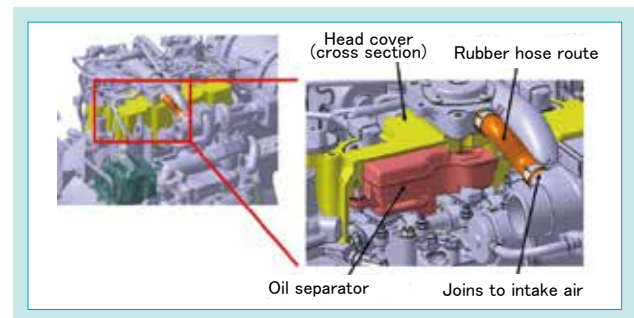 Head cover
(cross section)
Rubber hose route
Oil separator
Joins to intake air